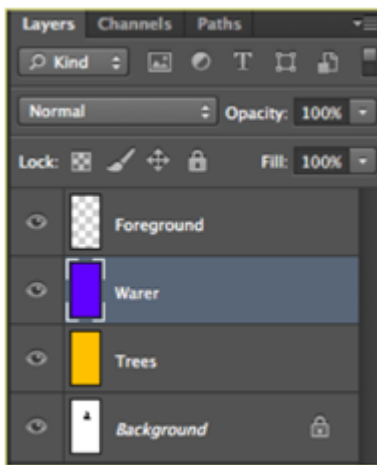 Layers Channels Paths
Kind T
Normal Opacity: 100%
Lock: Fill: 100%
Foreground
Warer
Trees
Background